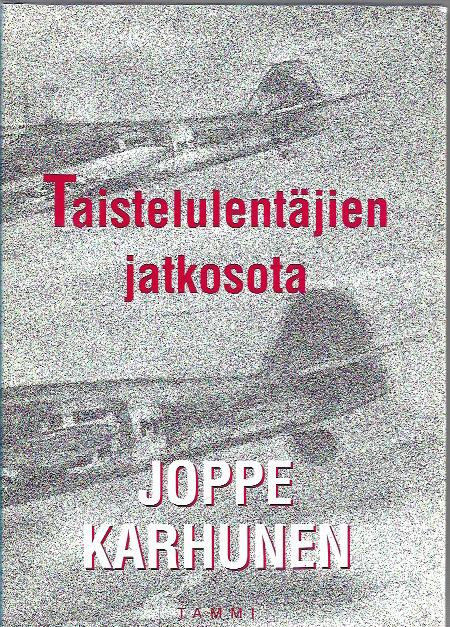 Taistelulentäjien
jatkosota
JOPPE
KARHUNEN
TAMMI